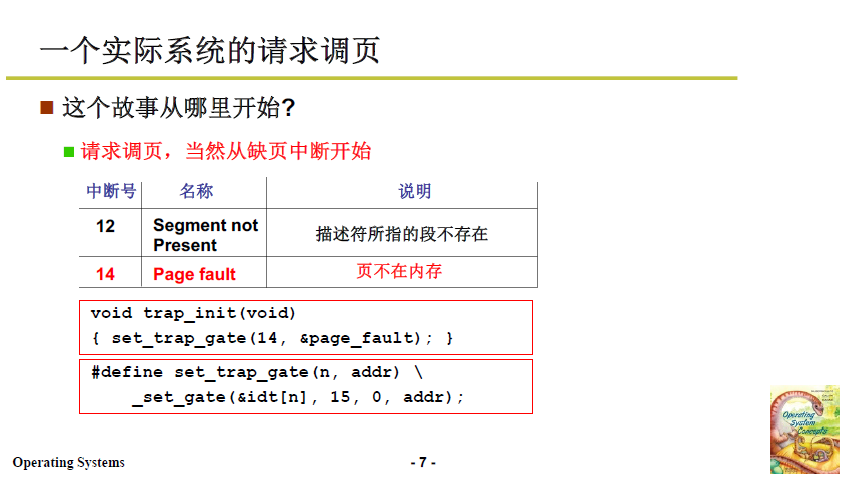 一个实际系统的请求调页
这个故事从哪里开始?
请求调页，当然从缺页中断开始
中断号 名称 说明
12 Segment not Present 描述符所指的段不存在
14 Page fault 页不在内存
void trap_init(void)
{ set_trap_gate(14, &page_fault); }
#define set_trap_gate(n, addr) \
_set_gate(&idt[n], 15, 0, addr);
Operating System Concepts
Operating Systems
- 7 -